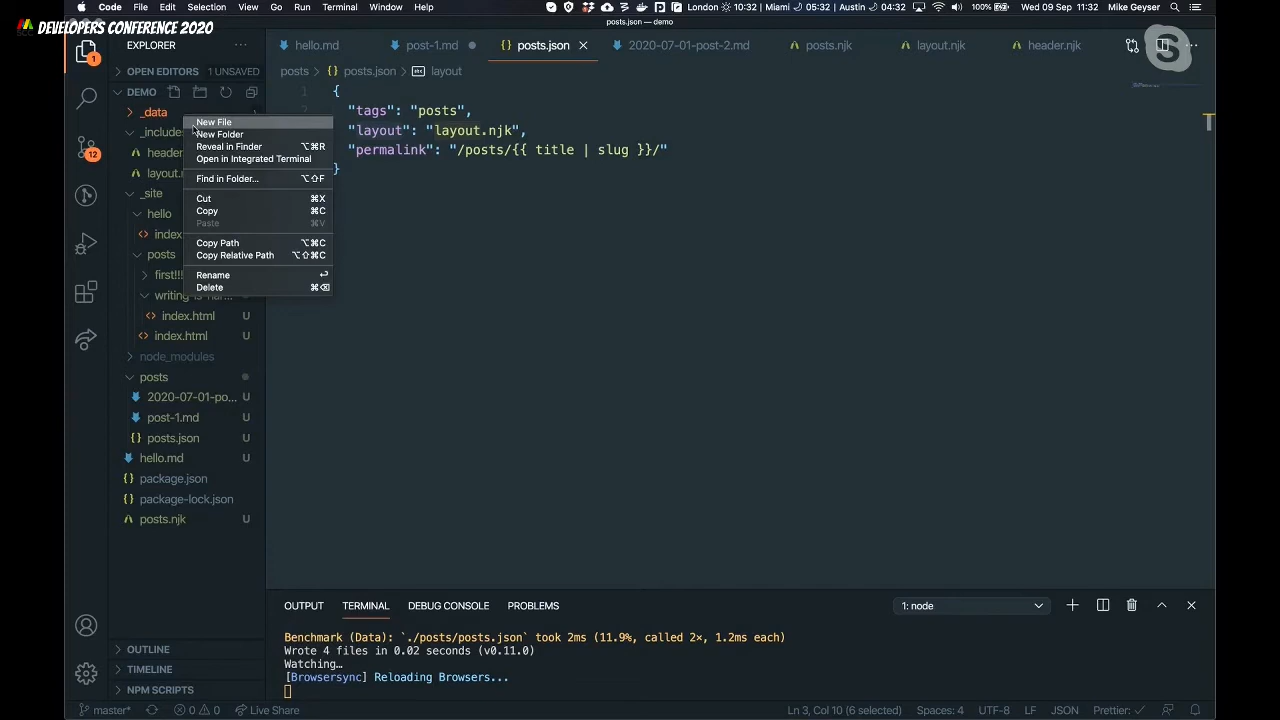 Code File Edit Selection View Go Run Terminal Window Help
London 10:32 | Miami 05:32 | Austin 04:32 100% Wed 09 Sep 11:32 Mike Geyser
posts.json — demo
DEVELOPERS CONFERENCE 2020
EXPLORER
hello.md post-1.md {} posts.json 2020-07-01-post-2.md posts.njk layout.njk header.njk
OPEN EDITORS 1 UNSAVED
posts > {} posts.json > abc layout
1
DEMO
_data
_includes
header
layout.n
_site
hello
index
posts
first!!!
writing-is-har...
<> index.html U
<> index.html U
node_modules
posts
2020-07-01-po... U
post-1.md U
{} posts.json U
hello.md U
{} package.json
{} package-lock.json
posts.njk U
OUTLINE
TIMELINE
NPM SCRIPTS
1
12
New File
New Folder
Reveal in Finder ⌥⌘R
Open in Integrated Terminal
Find in Folder... ⌥⇧F
Cut ⌘X
Copy ⌘C
Paste ⌘V
Copy Path ⌥⌘C
Copy Relative Path ⌥⇧⌘C
Rename ⏎
Delete ⌘⌫
1 {
2 "tags": "posts",
"layout": "layout.njk",
"permalink": "/posts/{{ title | slug }}/"
}
OUTPUT TERMINAL DEBUG CONSOLE PROBLEMS 1: node
Benchmark (Data): `./posts/posts.json` took 2ms (11.9%, called 2×, 1.2ms each)
Wrote 4 files in 0.02 seconds (v0.11.0)
Watching…
[Browsersync] Reloading Browsers...
master* 0 0 Live Share Ln 3, Col 10 (6 selected) Spaces: 4 UTF-8 LF JSON Prettier: ✓